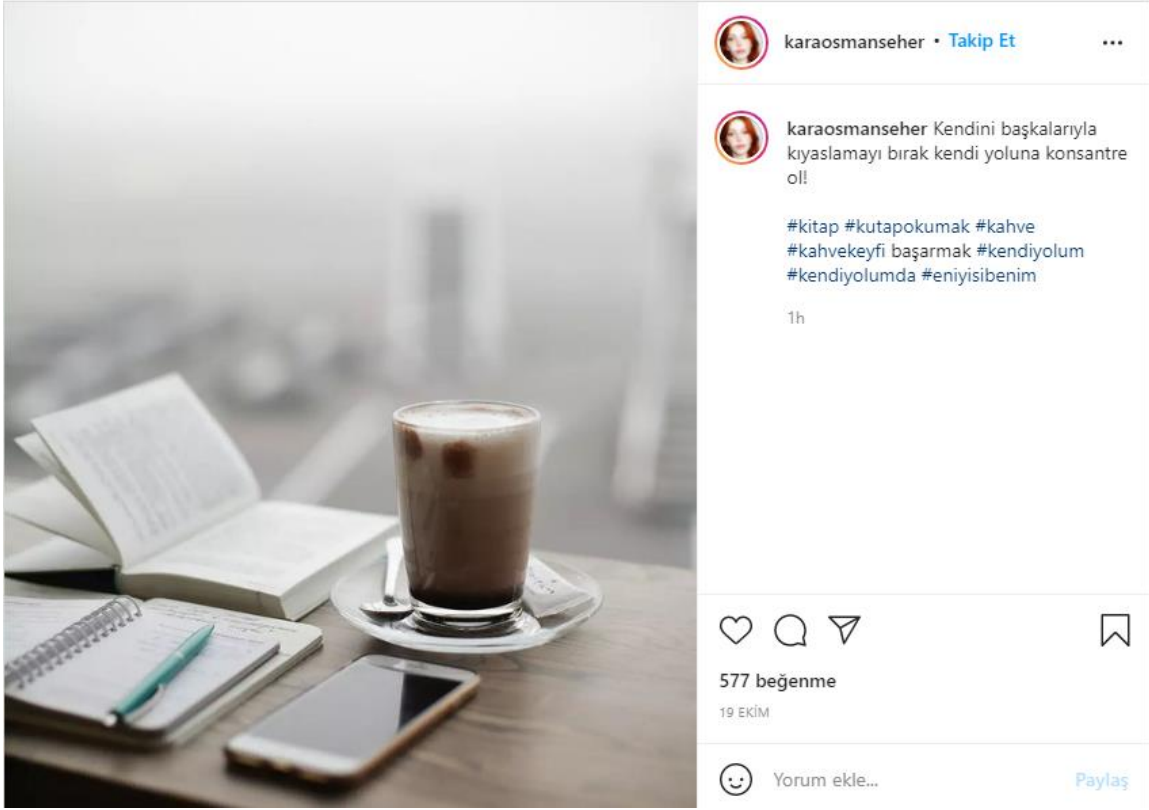 karaosmanseher • Takip Et
karaosmanseher Kendini başkalarıyla
kıyaslamayı bırak kendi yoluna konsantre
ol!
#kitap #kutapokumak #kahve
#kahvekeyfi başarmak #kendiyolum
#kendiyolumda #eniyisibenim
1h
577 beğenme
19 EKİM
Yorum ekle...
Paylaş